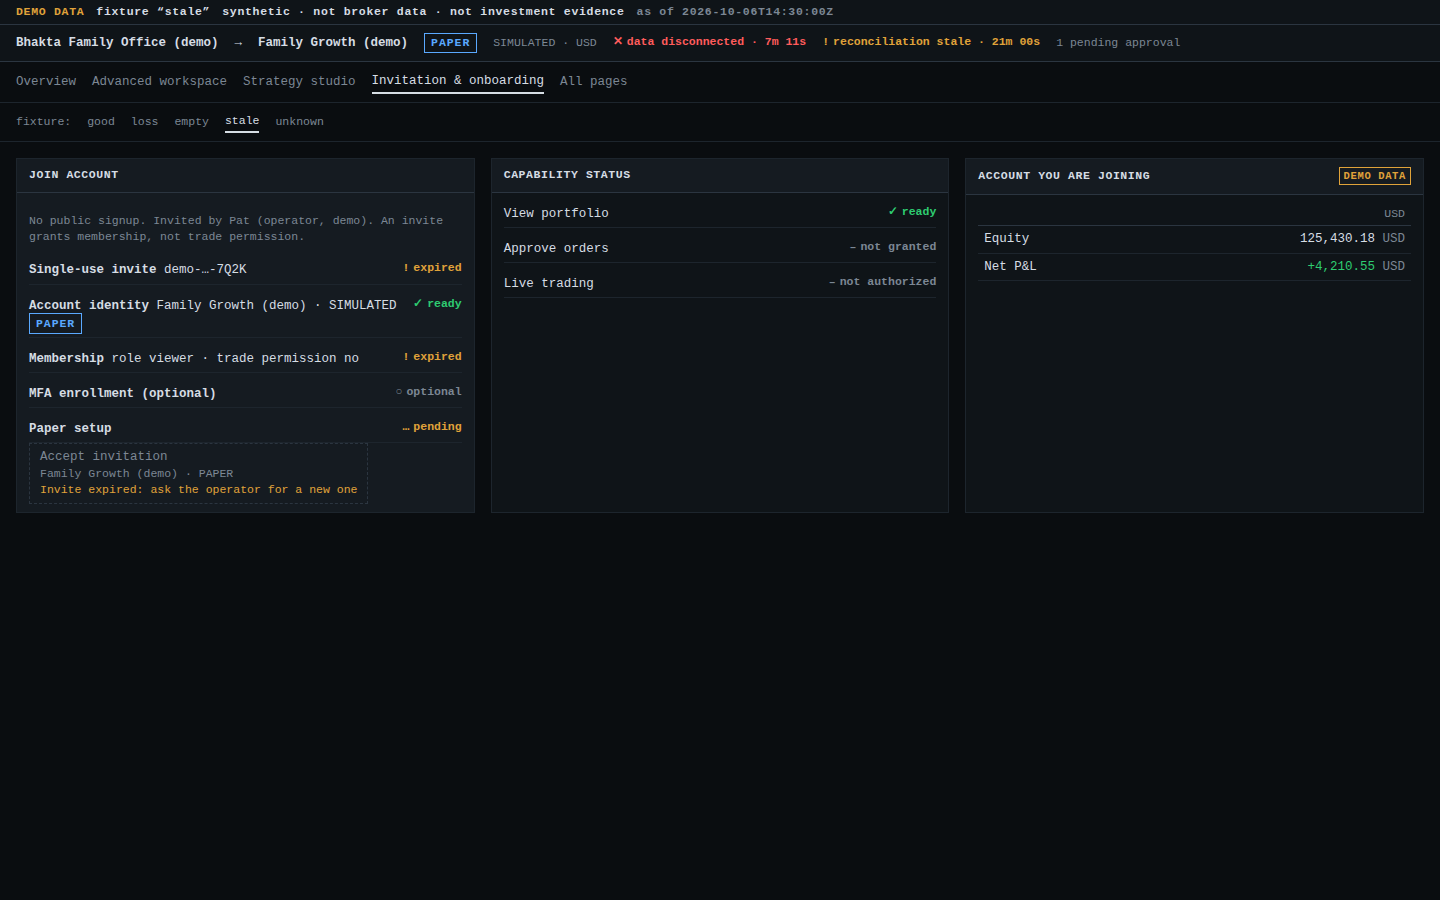 DEMO DATA fixture “stale” synthetic · not broker data · not investment evidence as of 2026-10-06T14:30:00Z
Bhakta Family Office (demo) → Family Growth (demo) PAPER SIMULATED · USD ✕ data disconnected · 7m 11s ! reconciliation stale · 21m 00s 1 pending approval
Overview Advanced workspace Strategy studio Invitation & onboarding All pages
fixture: good loss empty stale unknown
JOIN ACCOUNT
No public signup. Invited by Pat (operator, demo). An invite
grants membership, not trade permission.
Single-use invite demo-…-7Q2K ! expired
Account identity Family Growth (demo) · SIMULATED ✓ ready
PAPER
Membership role viewer · trade permission no ! expired
MFA enrollment (optional) ○ optional
Paper setup … pending
Accept invitation
Family Growth (demo) · PAPER
Invite expired: ask the operator for a new one
CAPABILITY STATUS
View portfolio ✓ ready
Approve orders – not granted
Live trading – not authorized
ACCOUNT YOU ARE JOINING DEMO DATA
USD
Equity 125,430.18 USD
Net P&L +4,210.55 USD